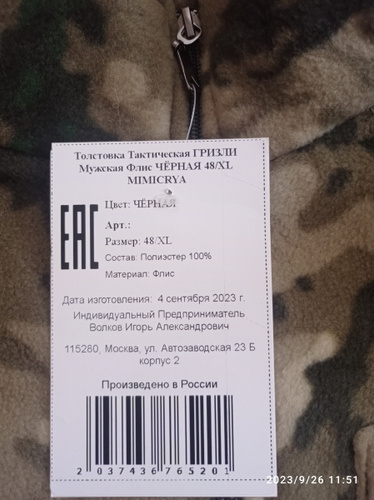 Толстовка Тактическая ГРИЗЛИ
Мужская Флис ЧЁРНАЯ 48/XL
MIMICRYA
EAC
Цвет: ЧЁРНАЯ
Арт.:
Размер: 48/XL
Состав: Полиэстер 100%
Материал: Флис
Дата изготовления: 4 сентября 2023 г.
Индивидуальный Предприниматель
Волков Игорь Александрович
115280, Москва, ул. Автозаводская 23 Б
корпус 2
Произведено в России
2 037436 765201
2023/9/26 11:51